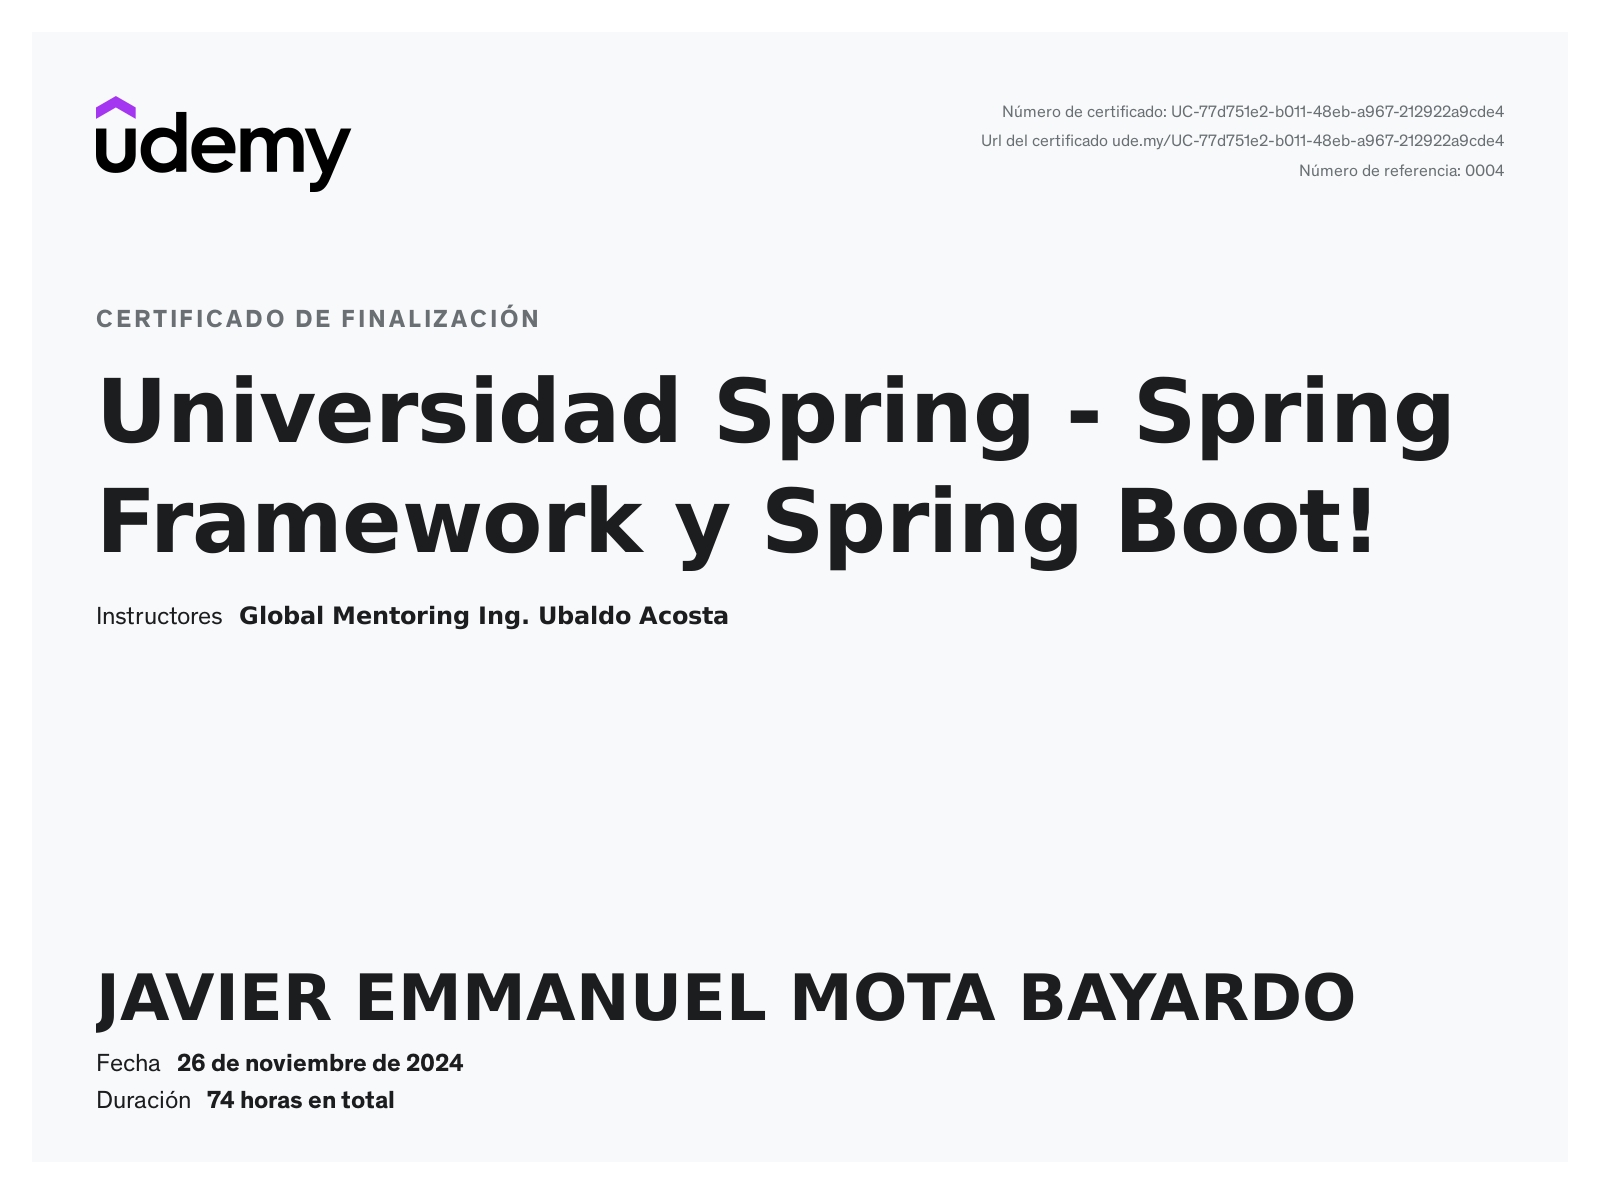 udemy
Número de certificado: UC-77d751e2-b011-48eb-a967-212922a9cde4
Url del certificado ude.my/UC-77d751e2-b011-48eb-a967-212922a9cde4
Número de referencia: 0004
CERTIFICADO DE FINALIZACIÓN
Universidad Spring - Spring
Framework y Spring Boot!
Instructores Global Mentoring Ing. Ubaldo Acosta
JAVIER EMMANUEL MOTA BAYARDO
Fecha 26 de noviembre de 2024
Duración 74 horas en total